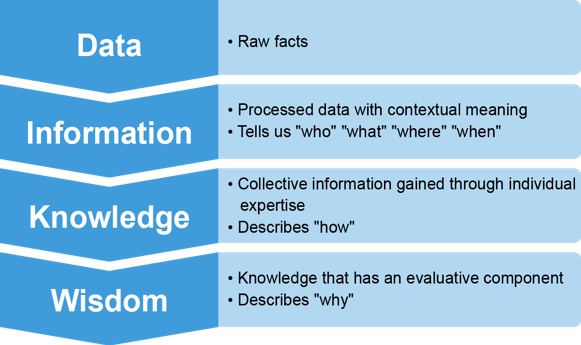 Data
• Raw facts
Information
• Processed data with contextual meaning
• Tells us "who" "what" "where" "when"
Knowledge
• Collective information gained through individual
expertise
• Describes "how"
Wisdom
• Knowledge that has an evaluative component
• Describes "why"